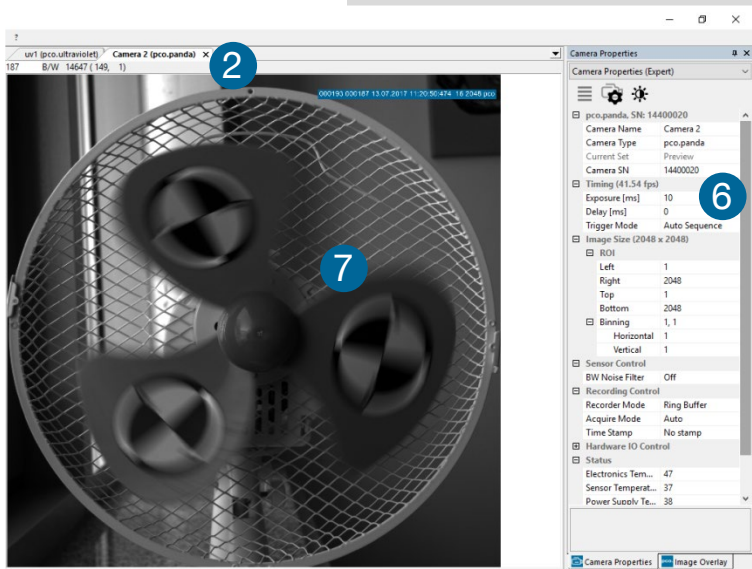 ?
uv1 (pco.ultraviolet) Camera 2 (pco.panda) X
2
187 B/W 14647 ( 149, 1)
000193 000187 13.07.2017 11:20:50:474 16 2048 pco
7
Camera Properties
Camera Properties (Expert)
pco.panda, SN: 14400020
Camera Name Camera 2
Camera Type pco.panda
Current Set Preview
Camera SN 14400020
Timing (41.54 fps)
6
Exposure [ms] 10
Delay [ms] 0
Trigger Mode Auto Sequence
Image Size (2048 x 2048)
ROI
Left 1
Right 2048
Top 1
Bottom 2048
Binning 1, 1
Horizontal 1
Vertical 1
Sensor Control
BW Noise Filter Off
Recording Control
Recorder Mode Ring Buffer
Acquire Mode Auto
Time Stamp No stamp
Hardware IO Control
Status
Electronics Tem... 47
Sensor Temperat... 37
Power Supply Te... 38
Camera Properties Image Overlay